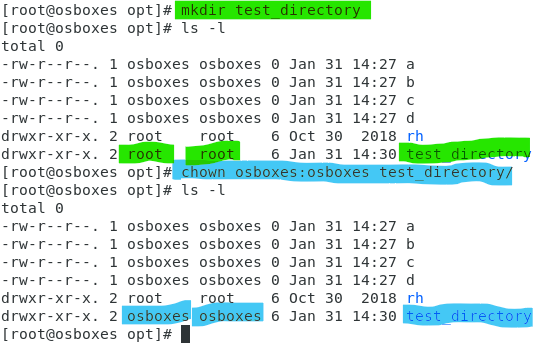 [root@osboxes opt]# mkdir test_directory
[root@osboxes opt]# ls -l
total 0
-rw-r--r--. 1 osboxes osboxes 0 Jan 31 14:27 a
-rw-r--r--. 1 osboxes osboxes 0 Jan 31 14:27 b
-rw-r--r--. 1 osboxes osboxes 0 Jan 31 14:27 c
-rw-r--r--. 1 osboxes osboxes 0 Jan 31 14:27 d
drwxr-xr-x. 2 root    root    6 Oct 30  2018 rh
drwxr-xr-x. 2 root    root    6 Jan 31 14:30 test_directory
[root@osboxes opt]# chown osboxes:osboxes test_directory/
[root@osboxes opt]# ls -l
total 0
-rw-r--r--. 1 osboxes osboxes 0 Jan 31 14:27 a
-rw-r--r--. 1 osboxes osboxes 0 Jan 31 14:27 b
-rw-r--r--. 1 osboxes osboxes 0 Jan 31 14:27 c
-rw-r--r--. 1 osboxes osboxes 0 Jan 31 14:27 d
drwxr-xr-x. 2 root    root    6 Oct 30  2018 rh
drwxr-xr-x. 2 osboxes osboxes 6 Jan 31 14:30 test_directory
[root@osboxes opt]#